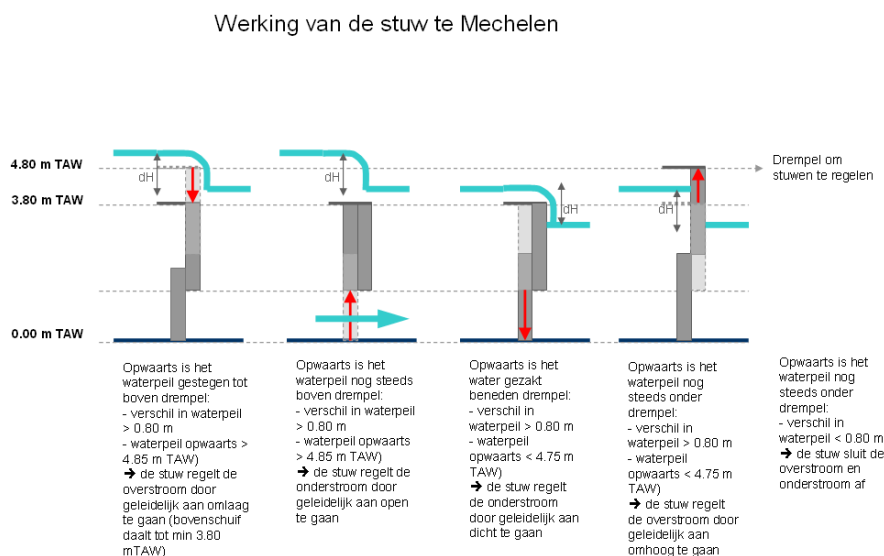 Werking van de stuw te Mechelen
4.80 m TAW
3.80 m TAW
0.00 m TAW
dH
dH
dH
dH
Drempel om
stuwen te regelen
Opwaarts is het
waterpeil gestegen tot
boven drempel:
- verschil in waterpeil
> 0.80 m
- waterpeil opwaarts >
4.85 m TAW)
➔ de stuw regelt de
overstroom door
geleidelijk aan omlaag
te gaan (bovenschuif
daalt tot min 3.80
mTAW)
Opwaarts is het
waterpeil nog steeds
boven drempel:
- verschil in waterpeil
> 0.80 m
- waterpeil opwaarts
> 4.85 m TAW)
➔ de stuw regelt de
onderstroom door
geleidelijk aan open
te gaan
Opwaarts is het
water gezakt
beneden drempel:
- verschil in
waterpeil > 0.80 m
- waterpeil
opwaarts < 4.75 m
TAW)
➔ de stuw regelt
de onderstroom
door geleidelijk aan
dicht te gaan
Opwaarts is het
waterpeil nog
steeds onder
drempel:
- verschil in
waterpeil > 0.80 m
- waterpeil
opwaarts < 4.75 m
TAW)
➔ de stuw regelt
de overstroom door
geleidelijk aan
omhoog te gaan
Opwaarts is het
waterpeil nog
steeds onder
drempel:
- verschil in
waterpeil < 0.80 m
➔ de stuw sluit de
overstroom en
onderstroom af